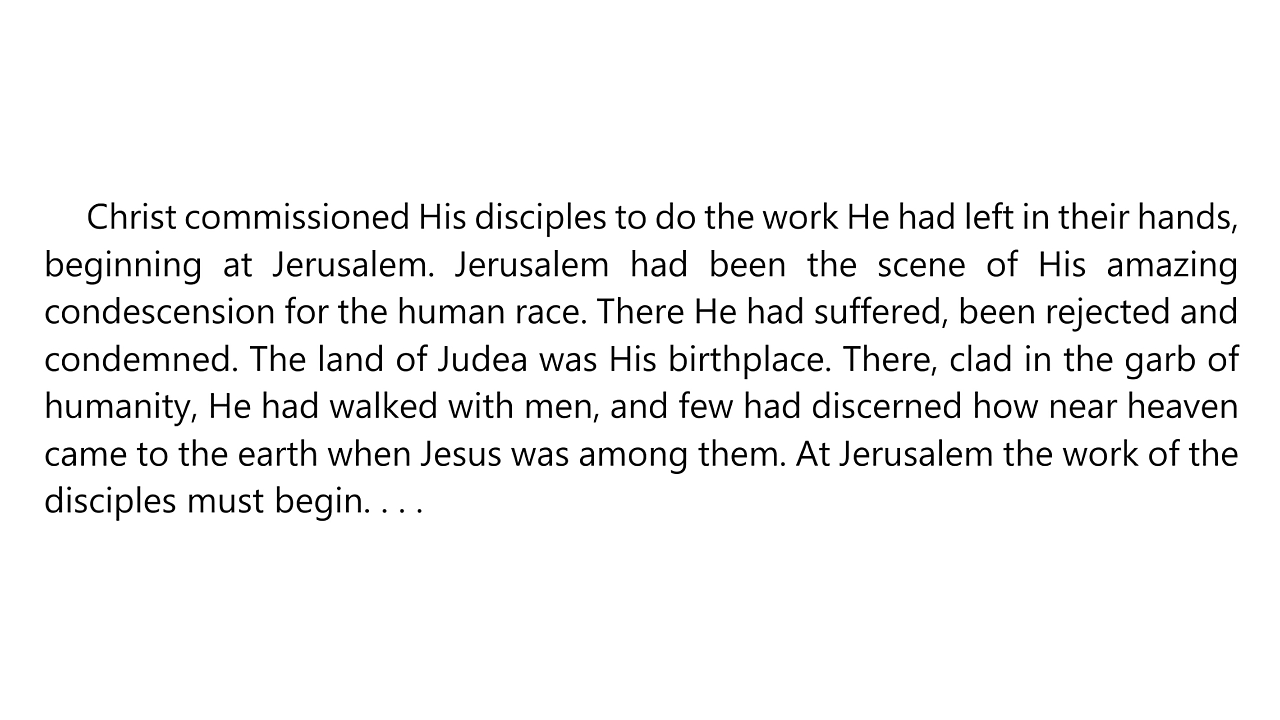 Christ commissioned His disciples to do the work He had left in their hands,
beginning at Jerusalem. Jerusalem had been the scene of His amazing
condescension for the human race. There He had suffered, been rejected and
condemned. The land of Judea was His birthplace. There, clad in the garb of
humanity, He had walked with men, and few had discerned how near heaven
came to the earth when Jesus was among them. At Jerusalem the work of the
disciples must begin. . . .